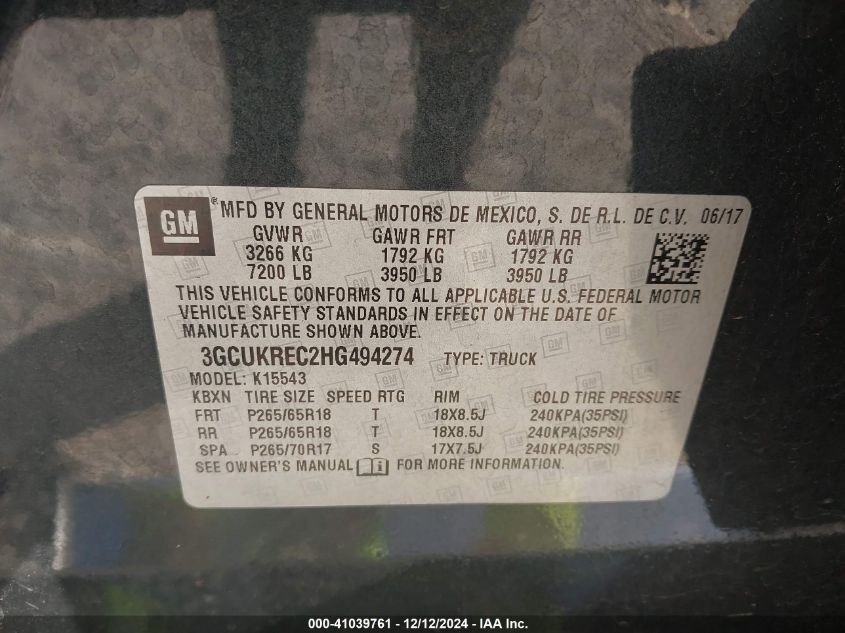 GM® MFD BY GENERAL MOTORS DE MEXICO, S. DE R.L. DE C.V. 06/17
GVWR GAWR FRT GAWR RR
3266 KG 1792 KG 1792 KG
7200 LB 3950 LB 3950 LB
THIS VEHICLE CONFORMS TO ALL APPLICABLE U.S. FEDERAL MOTOR
VEHICLE SAFETY STANDARDS IN EFFECT ON THE DATE OF
MANUFACTURE SHOWN ABOVE.
3GCUKREC2HG494274 TYPE: TRUCK
MODEL: K15543
KBXN TIRE SIZE SPEED RTG RIM COLD TIRE PRESSURE
FRT P265/65R18 T 18X8.5J 240KPA(35PSI)
RR P265/65R18 T 18X8.5J 240KPA(35PSI)
SPA P265/70R17 S 17X7.5J 240KPA(35PSI)
SEE OWNER'S MANUAL FOR MORE INFORMATION.
000-41039761 - 12/12/2024 - IAA Inc.